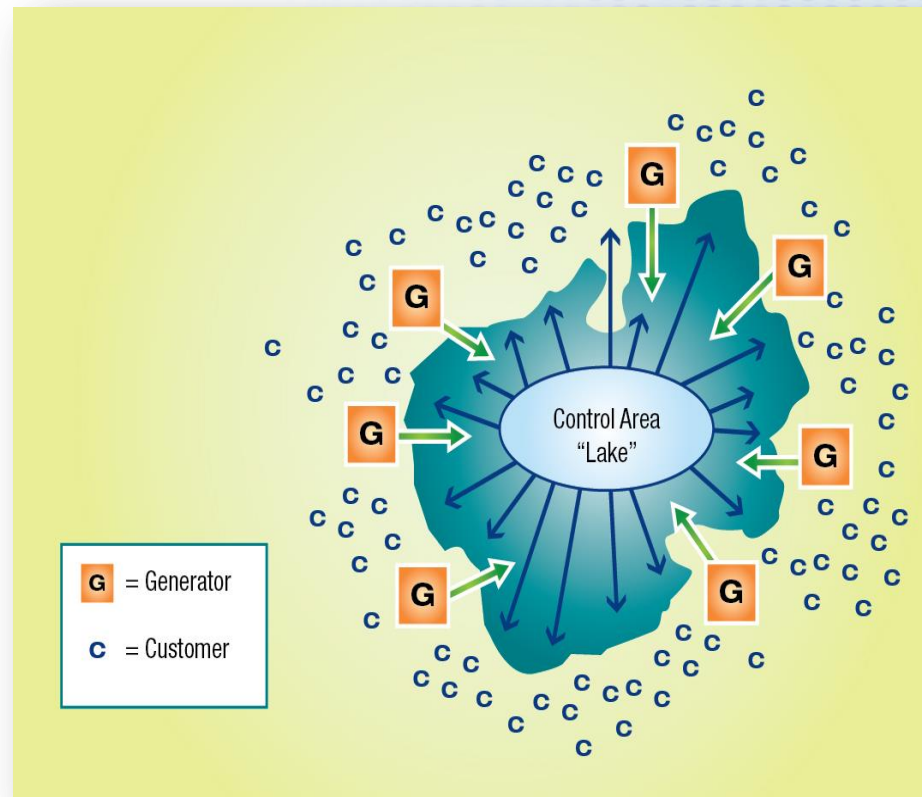 C
C C C C
C C C C G C C C
C C C
C C C C C
C C C C C
C C C G
C G C
C C C C
C C C C C C
C C C C C
C Control Area C
G “Lake” G C
C C C C C
C C C C
C C C C C C
G = Generator G G C
C C C
C = Customer C C
C C C C C
C C C C C
C C C C C
C C C
C